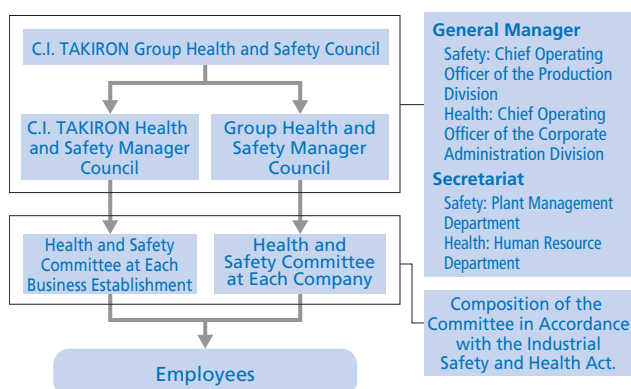 C.I. TAKIRON Group Health and Safety Council
C.I. TAKIRON Health
and Safety Manager
Council
Group Health and
Safety Manager
Council
Health and Safety
Committee at Each
Business Establishment
Health and
Safety Committee
at Each Company
Employees
General Manager
Safety: Chief Operating
Officer of the Production
Division
Health: Chief Operating
Officer of the Corporate
Administration Division
Secretariat
Safety: Plant Management
Department
Health: Human Resource
Department
Composition of the
Committee in Accordance
with the Industrial
Safety and Health Act.